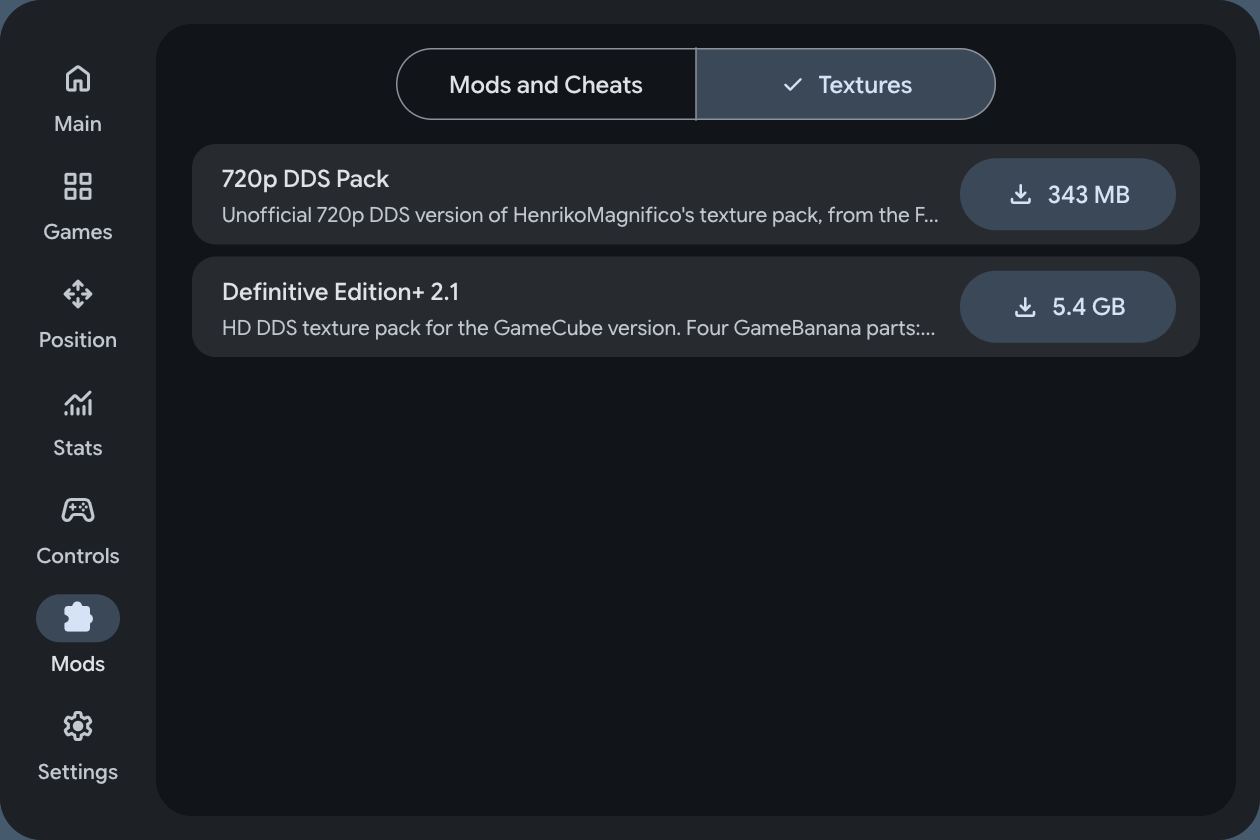 Main
Games
Position
Stats
Controls
Mods
Settings
Mods and Cheats
Textures
720p DDS Pack
Unofficial 720p DDS version of HenrikoMagnifico's texture pack, from the F...
343 MB
Definitive Edition+ 2.1
HD DDS texture pack for the GameCube version. Four GameBanana parts:...
5.4 GB